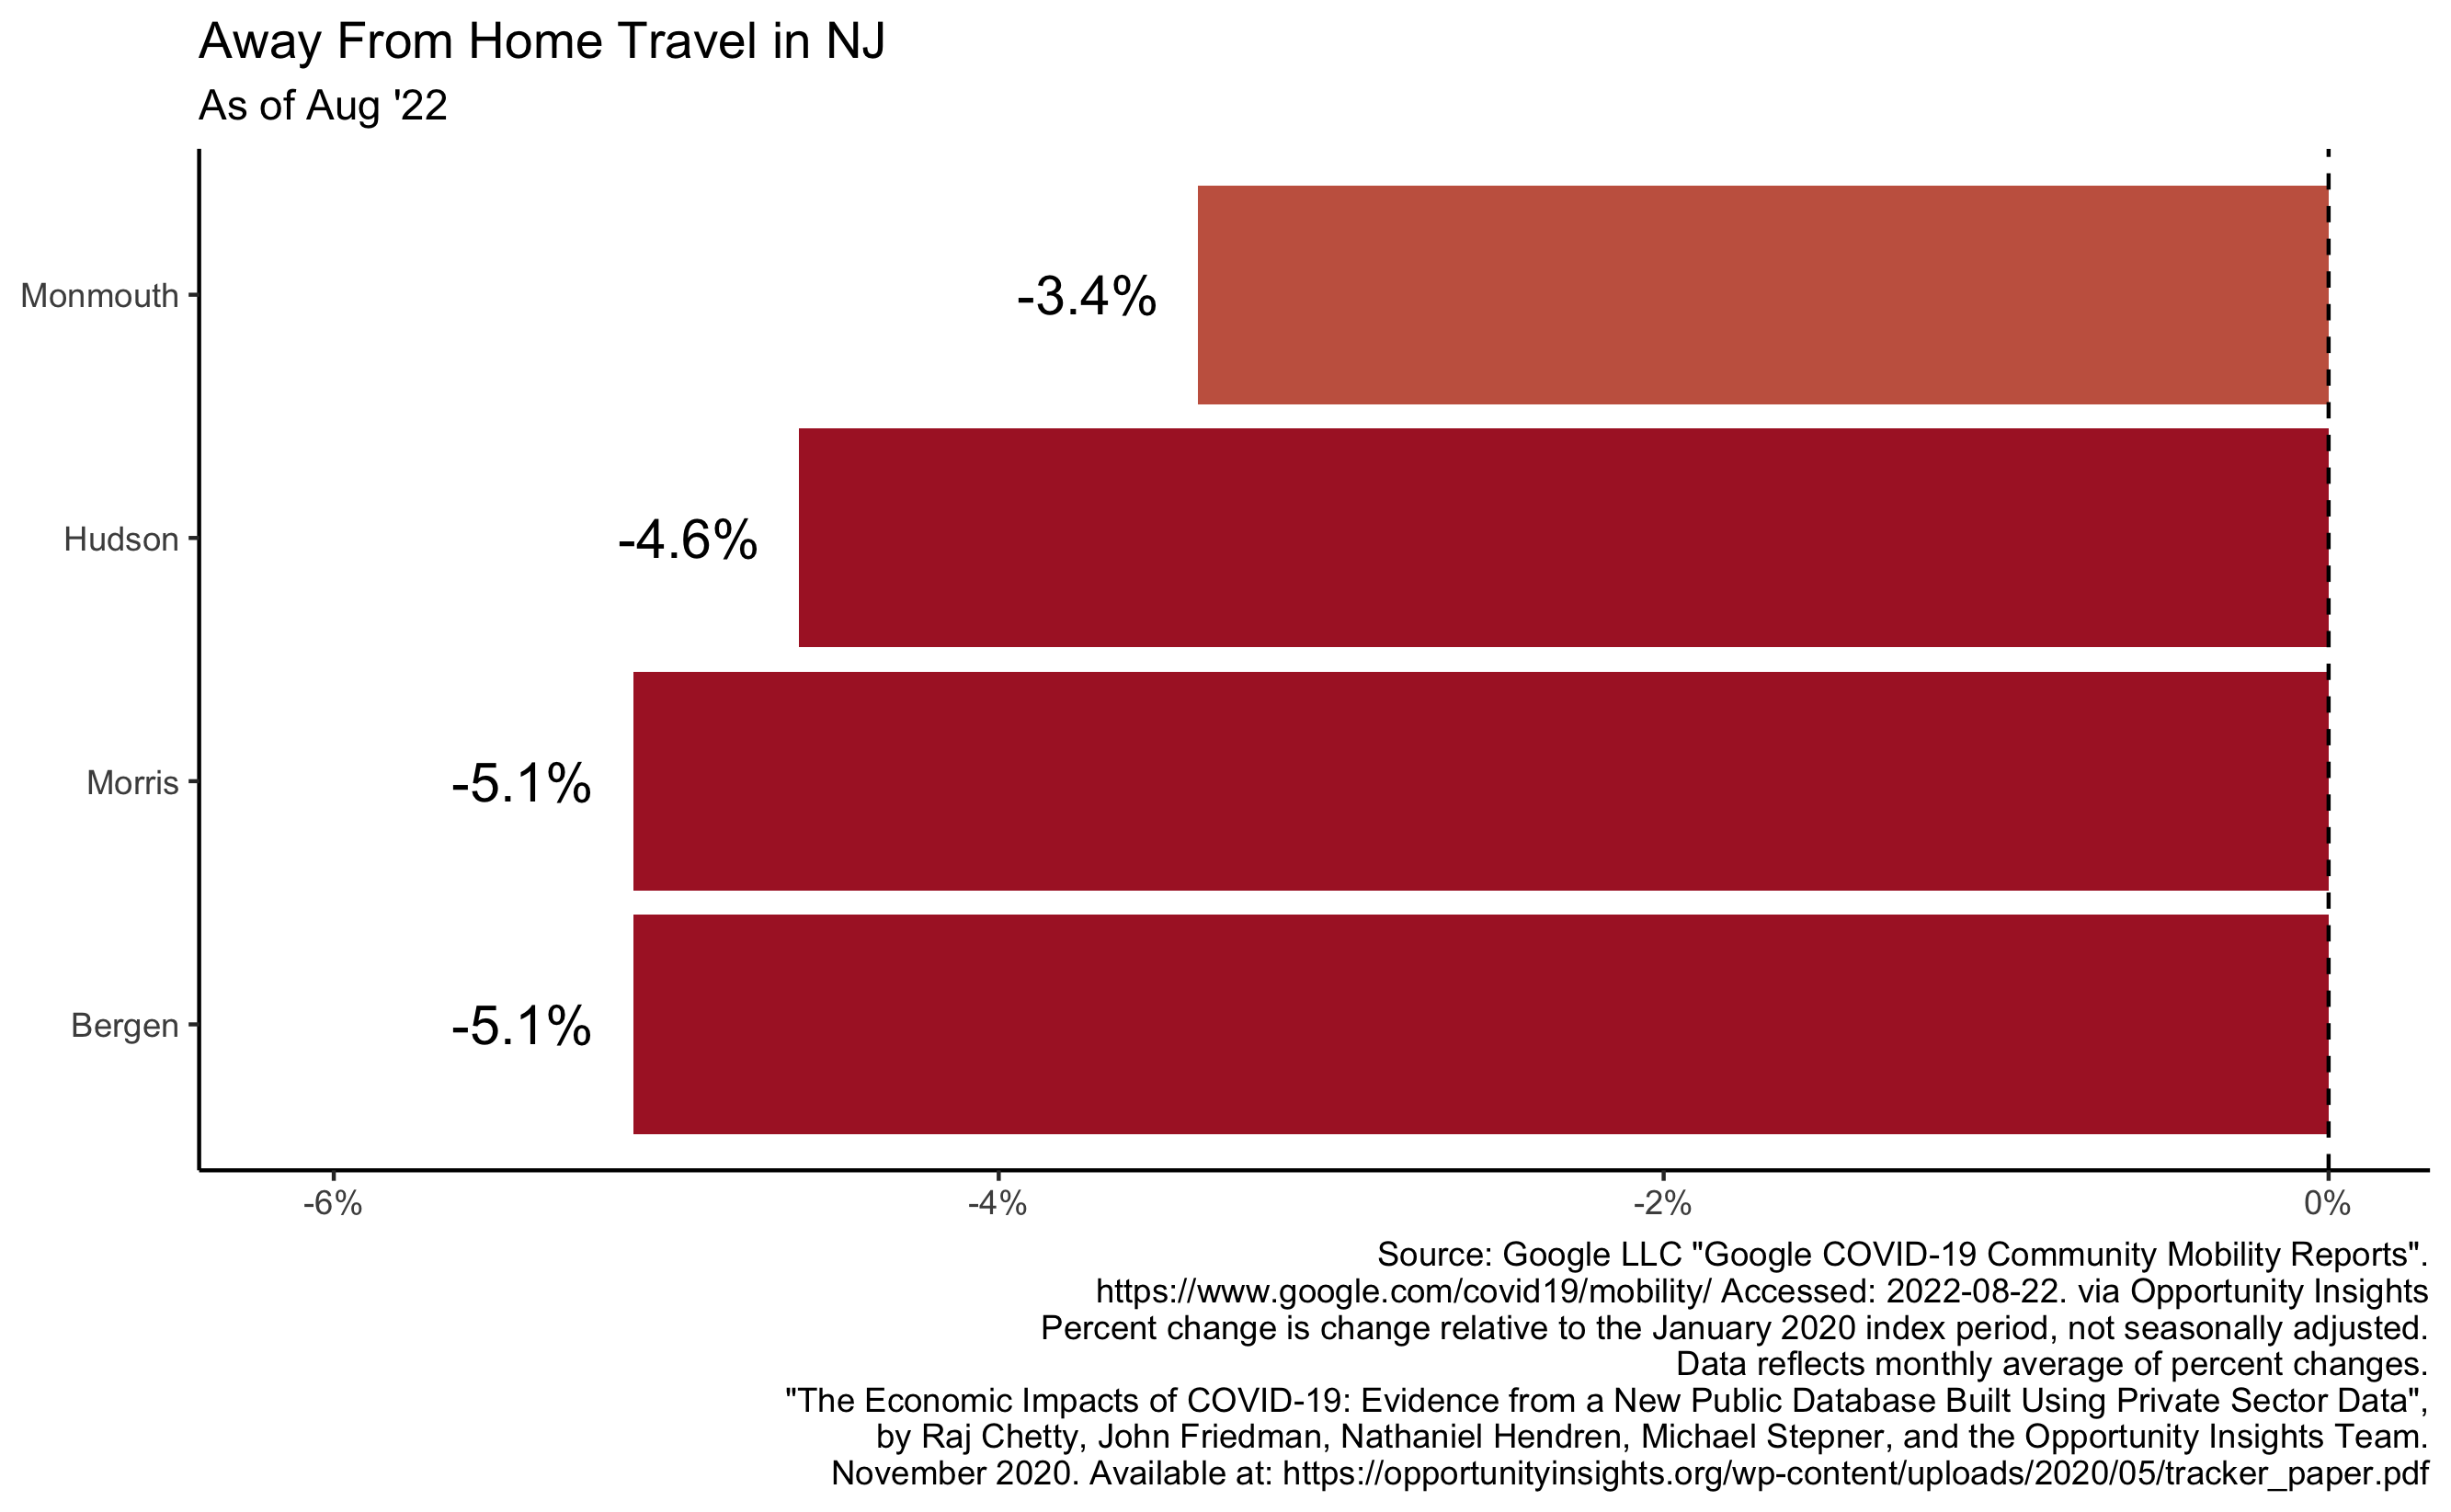 Away From Home Travel in NJ
As of Aug '22
Monmouth
-3.4%
Hudson
-4.6%
Morris
-5.1%
Bergen
-5.1%
-6%
-4%
-2%
0%
Source: Google LLC "Google COVID-19 Community Mobility Reports".
https://www.google.com/covid19/mobility/ Accessed: 2022-08-22. via Opportunity Insights
Percent change is change relative to the January 2020 index period, not seasonally adjusted.
Data reflects monthly average of percent changes.
"The Economic Impacts of COVID-19: Evidence from a New Public Database Built Using Private Sector Data",
by Raj Chetty, John Friedman, Nathaniel Hendren, Michael Stepner, and the Opportunity Insights Team.
November 2020. Available at: https://opportunityinsights.org/wp-content/uploads/2020/05/tracker_paper.pdf